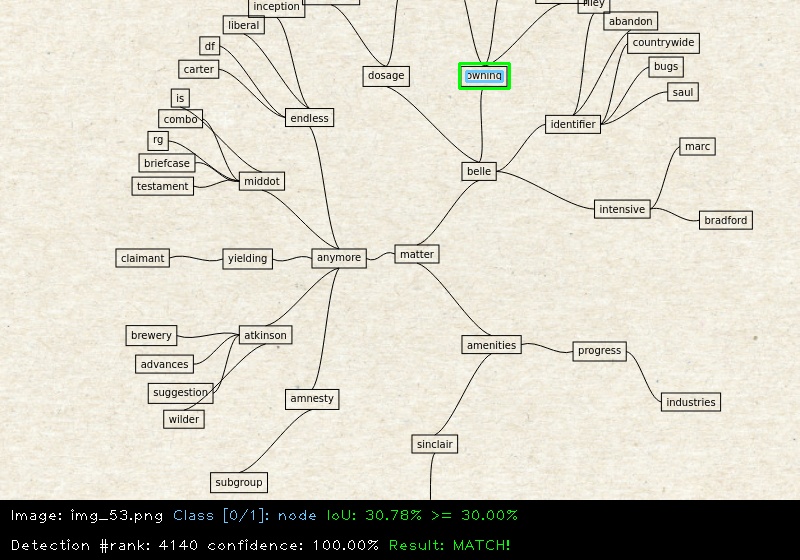 inception
liberal
riley
abandon
df
countrywide
carter
bugs
dosage
owning
is
saul
combo
endless
identifier
rg
marc
briefcase
belle
testament
middot
intensive
bradford
claimant
yielding
anymore
matter
brewery
atkinson
amenities
progress
advances
suggestion
amnesty
industries
wilder
sinclair
subgroup
Image: img_53.png Class [0/1]: node IoU: 30.78% >= 30.00%
Detection #rank: 4140 confidence: 100.00% Result: MATCH!